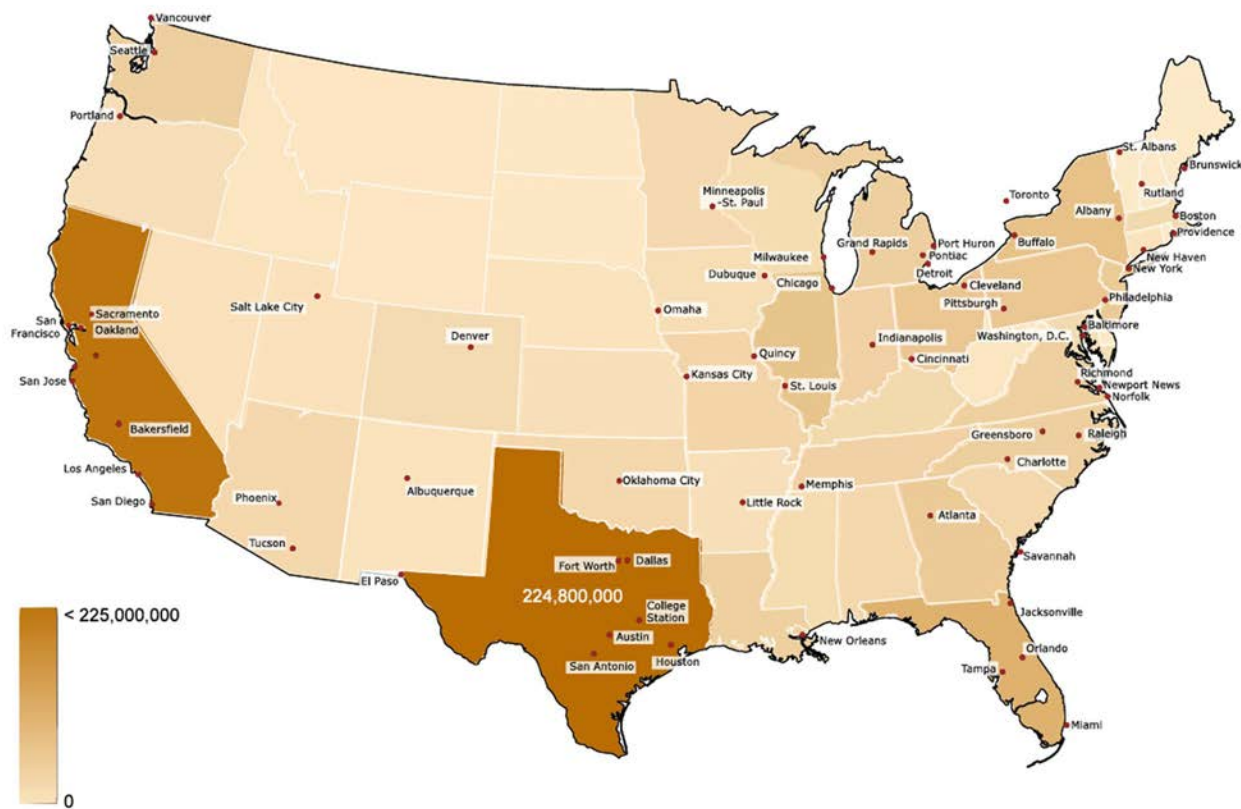 Vancouver
Seattle
Portland
St. Albans
Brunswick
Toronto
Rutland
Minneapolis
-St. Paul
Albany
Boston
Buffalo
Providence
Port Huron
Grand Rapids
Pontiac
New Haven
Milwaukee
Detroit
New York
Dubuque
Chicago
Cleveland
Salt Lake City
Pittsburgh
Philadelphia
Omaha
Sacramento
San
Francisco
Oakland
Baltimore
Denver
Indianapolis
Washington, D.C.
Quincy
Cincinnati
Kansas City
Richmond
San Jose
St. Louis
Newport News
Norfolk
Bakersfield
Greensboro
Raleigh
Charlotte
Los Angeles
Albuquerque
Oklahoma City
Memphis
San Diego
Phoenix
Little Rock
Atlanta
Tucson
Savannah
Fort Worth
Dallas
El Paso
224,800,000
College
Station
Jacksonville
< 225,000,000
Austin
New Orleans
San Antonio
Houston
Orlando
Tampa
Miami
0